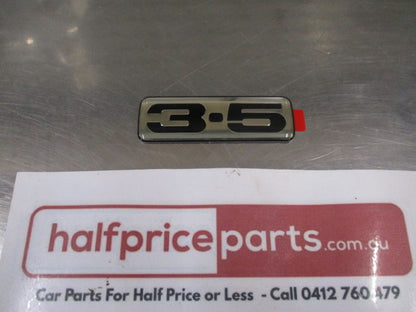 3.5
halfpriceparts.com.au
Car Parts For Half Price or Less - Call 0412 760 479